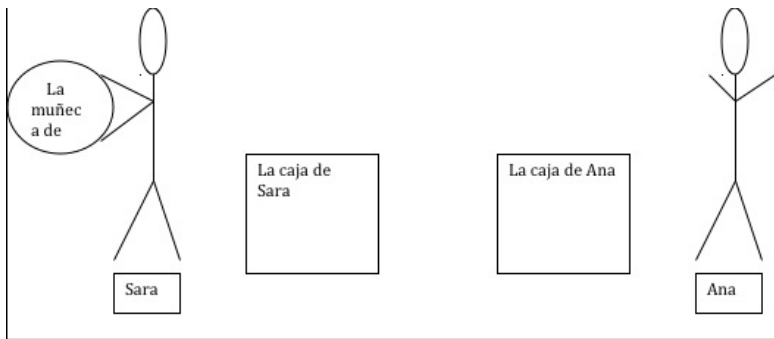 La
muñec
a de
La caja de
Sara
La caja de Ana
Sara
Ana